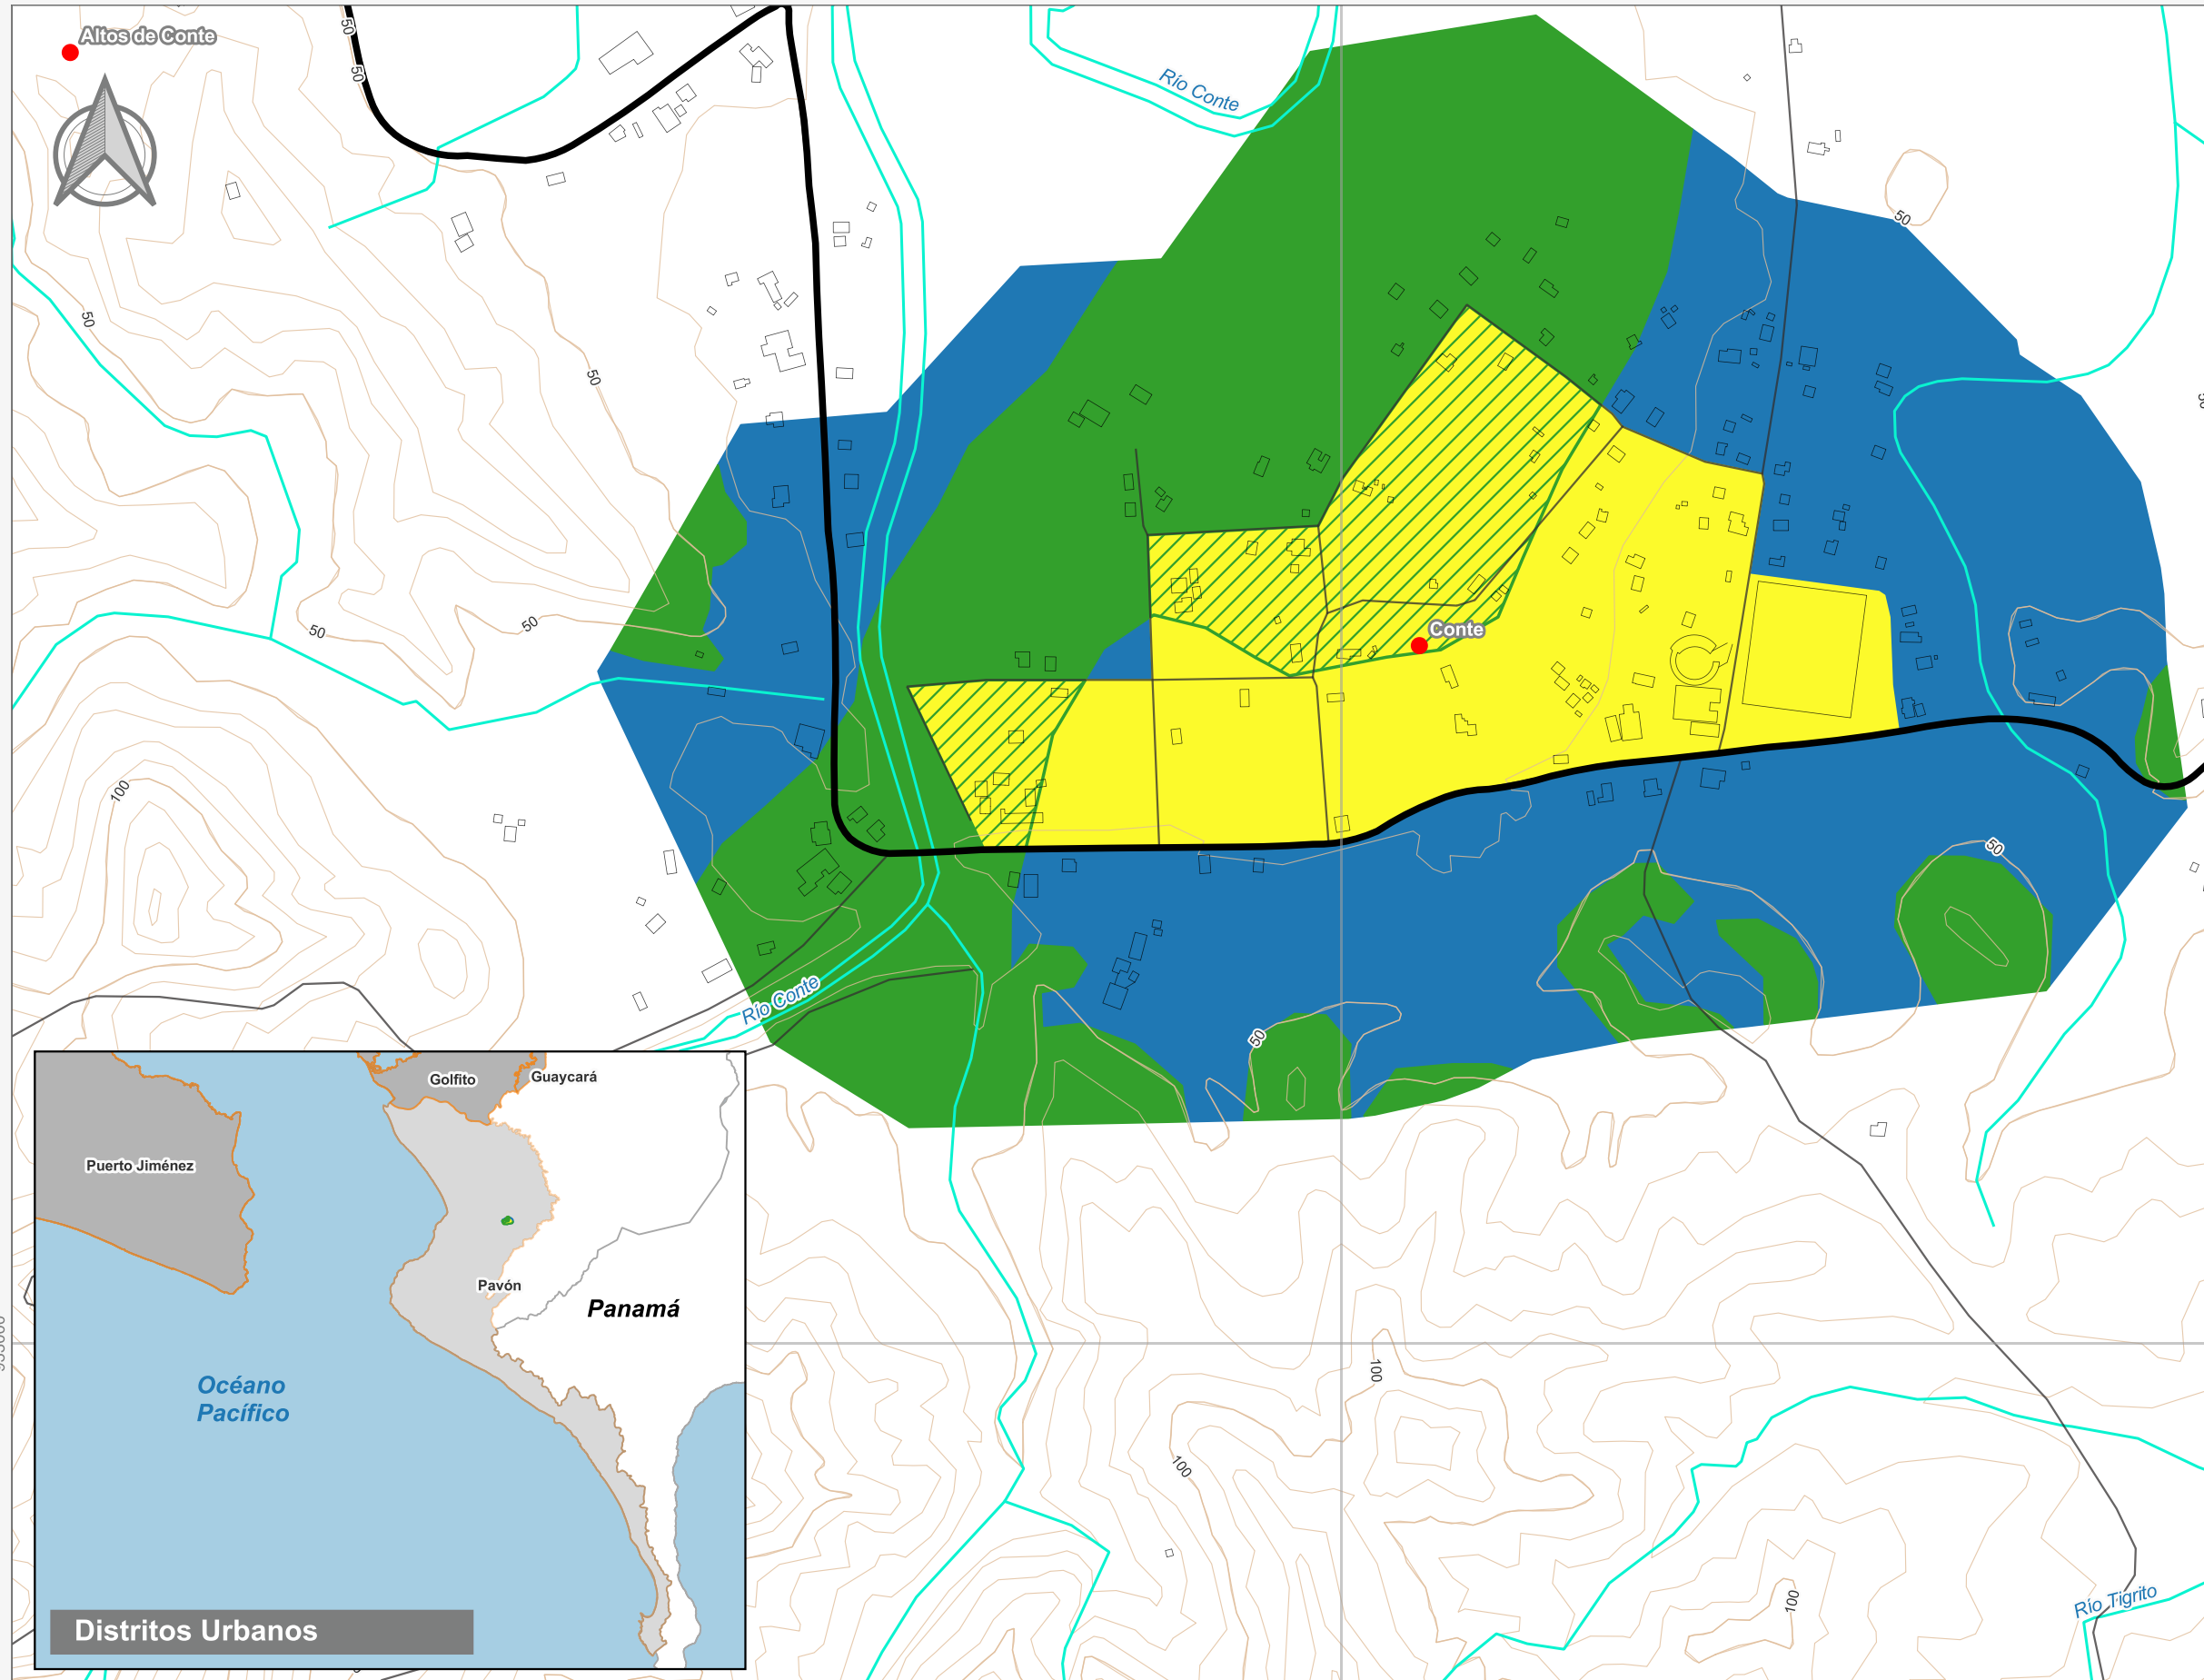 Altos de Conte
50
50
Río Conte
50
50
50
50
50
Conte
100
50
Río Conte
50
Golfito
Guaycará
Puerto Jiménez
Pavón
Panamá
Océano
Pacífico
100
100
100
Río Tigrito
Distritos Urbanos